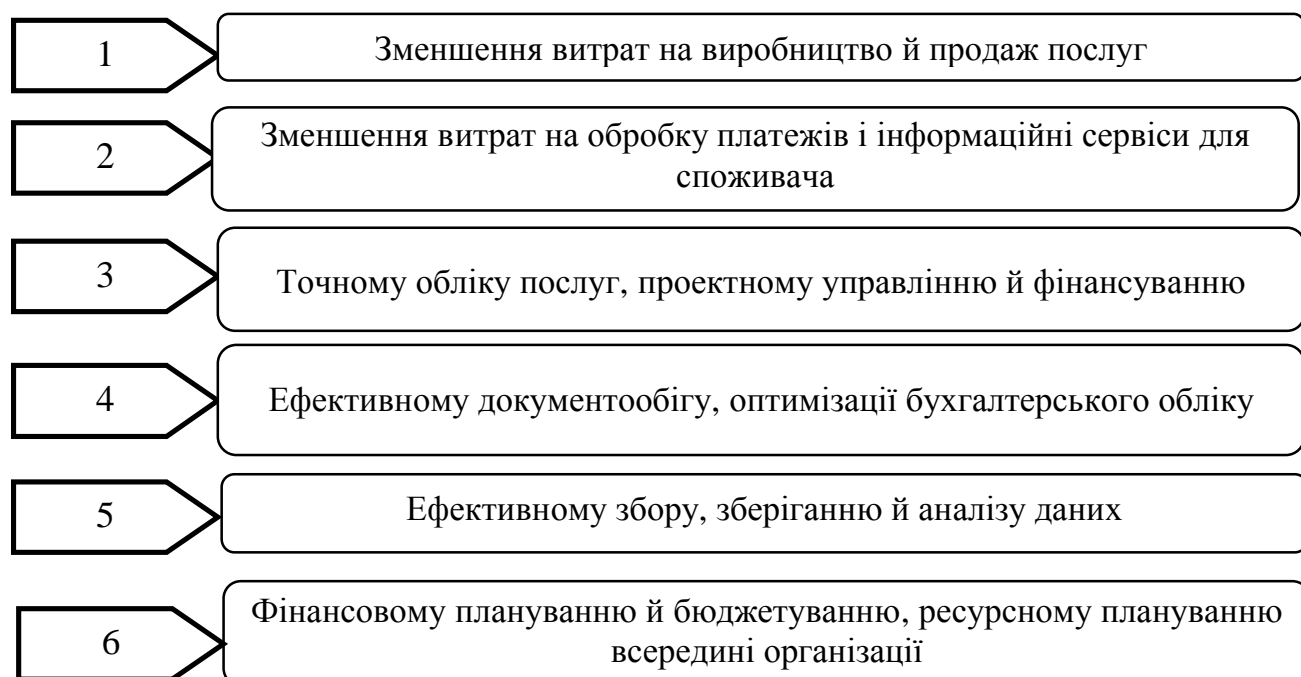 1
Зменшення витрат на виробництво й продаж послуг
2
Зменшення витрат на обробку платежів і інформаційні сервіси для
споживача
3
Точному обліку послуг, проектному управлінню й фінансуванню
4
Ефективному документообігу, оптимізації бухгалтерського обліку
5
Ефективному збору, зберіганню й аналізу даних
6
Фінансовому плануванню й бюджетуванню, ресурсному плануванню
всередині організації